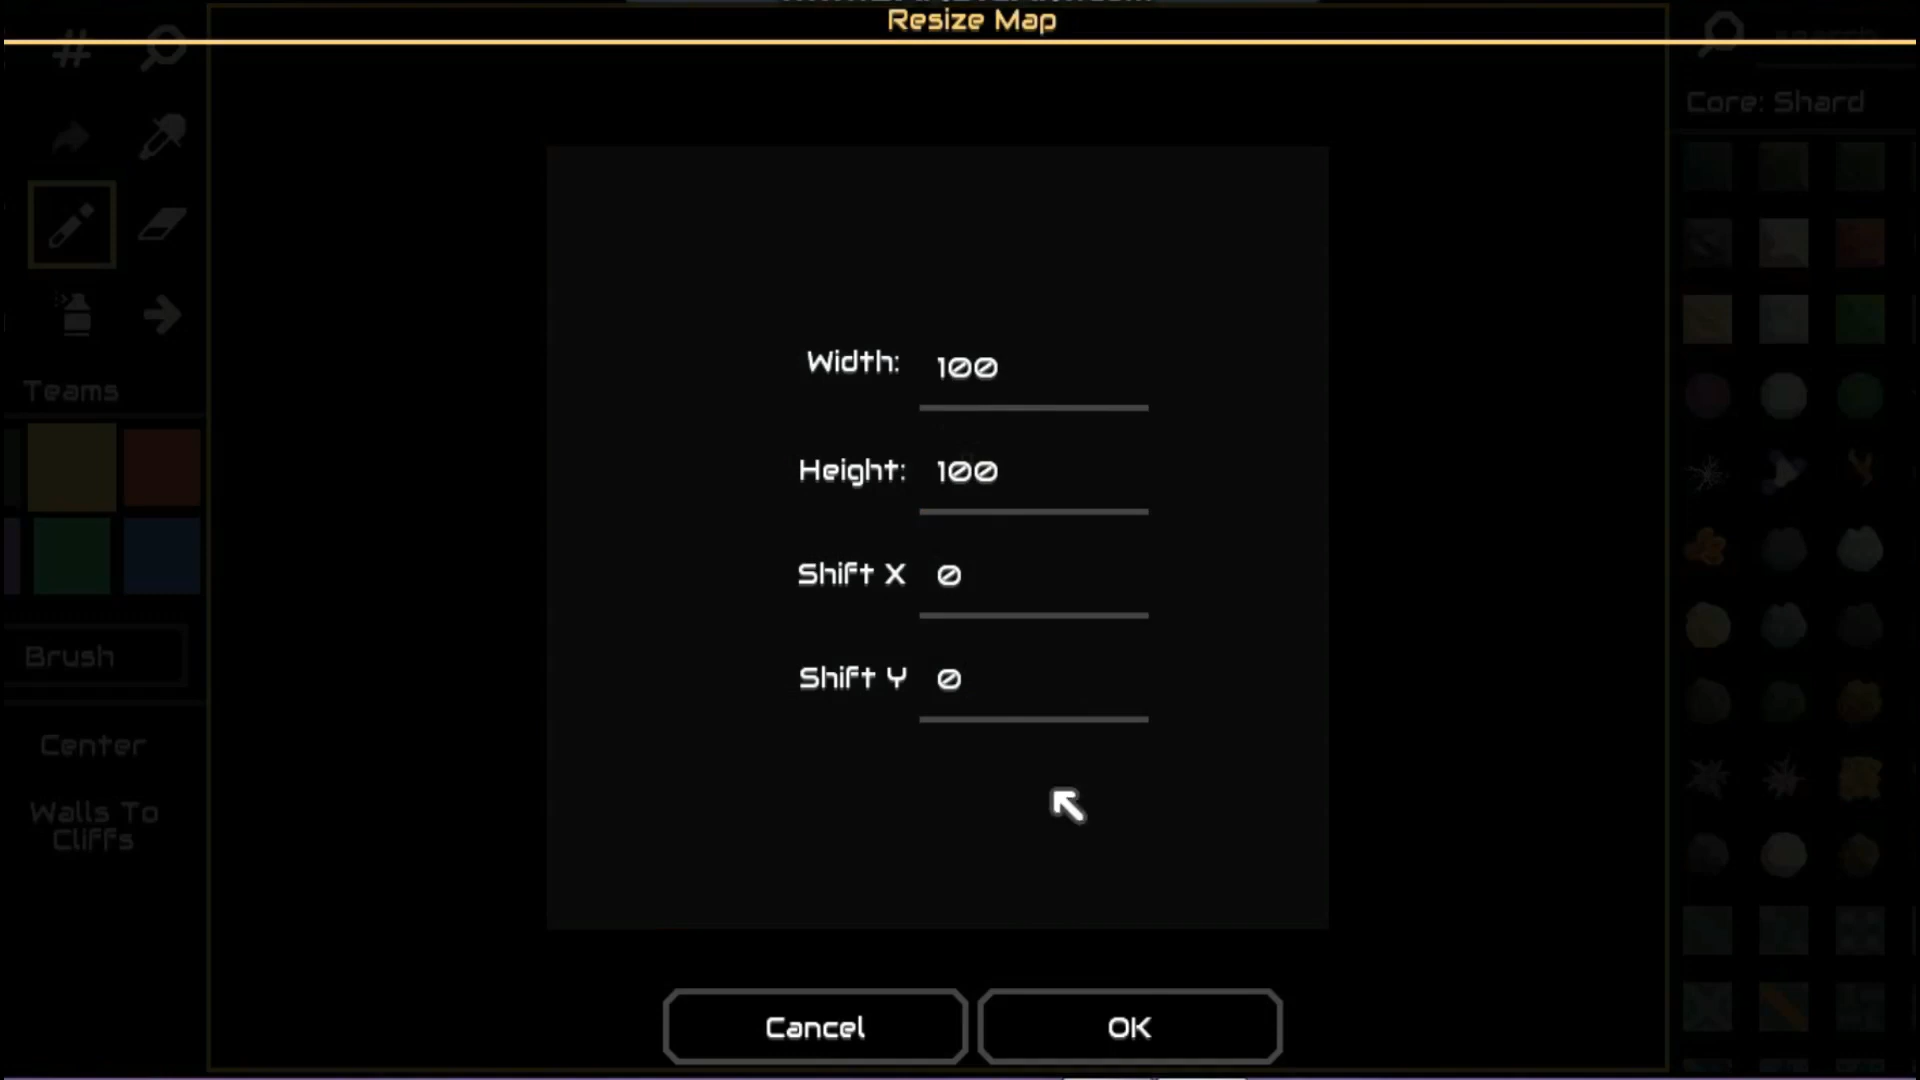 Resize Map
#
Core: Shard
Width: 100
Height: 100
Shift X 0
Shift Y 0
Teams
Brush
Center
Walls To
Cliffs
Cancel
OK